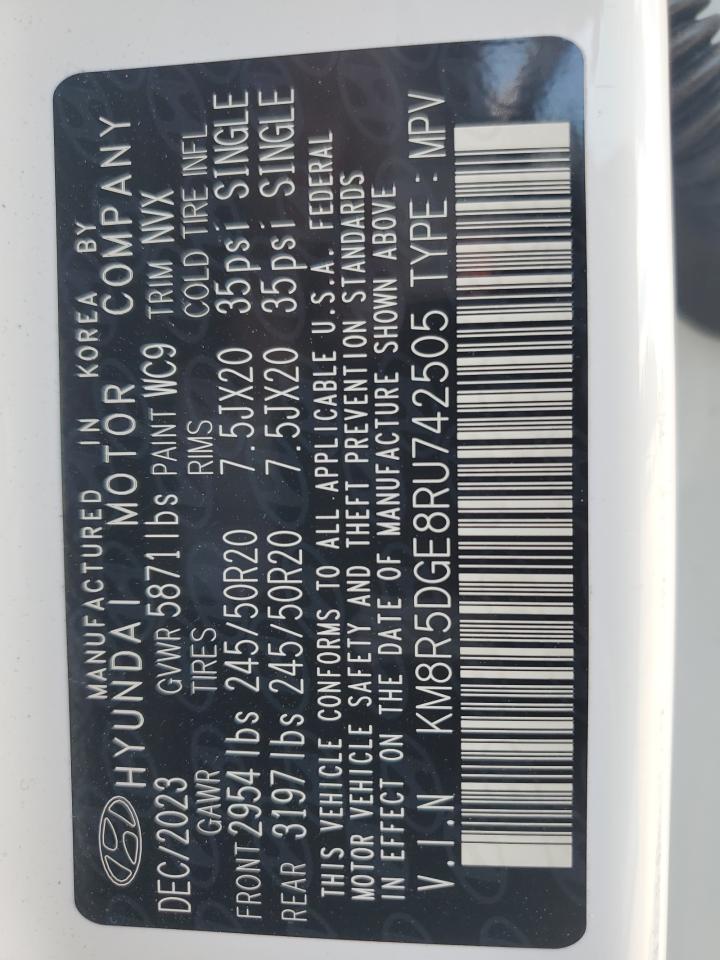 MANUFACTURED IN KOREA BY
HYUNDAI MOTOR COMPANY
DEC/2023 GVWR 5871lbs PAINT WC9 TRIM NVX
GAWR TIRES RIMS COLD TIRE INFL
FRONT 2954 lbs 245/50R20 7.5JX20 35psi SINGLE
REAR 3197 lbs 245/50R20 7.5JX20 35psi SINGLE
THIS VEHICLE CONFORMS TO ALL APPLICABLE U.S.A. FEDERAL
MOTOR VEHICLE SAFETY AND THEFT PREVENTION STANDARDS
IN EFFECT ON THE DATE OF MANUFACTURE SHOWN ABOVE
V.I.N KM8R5DGE8RU742505 TYPE : MPV